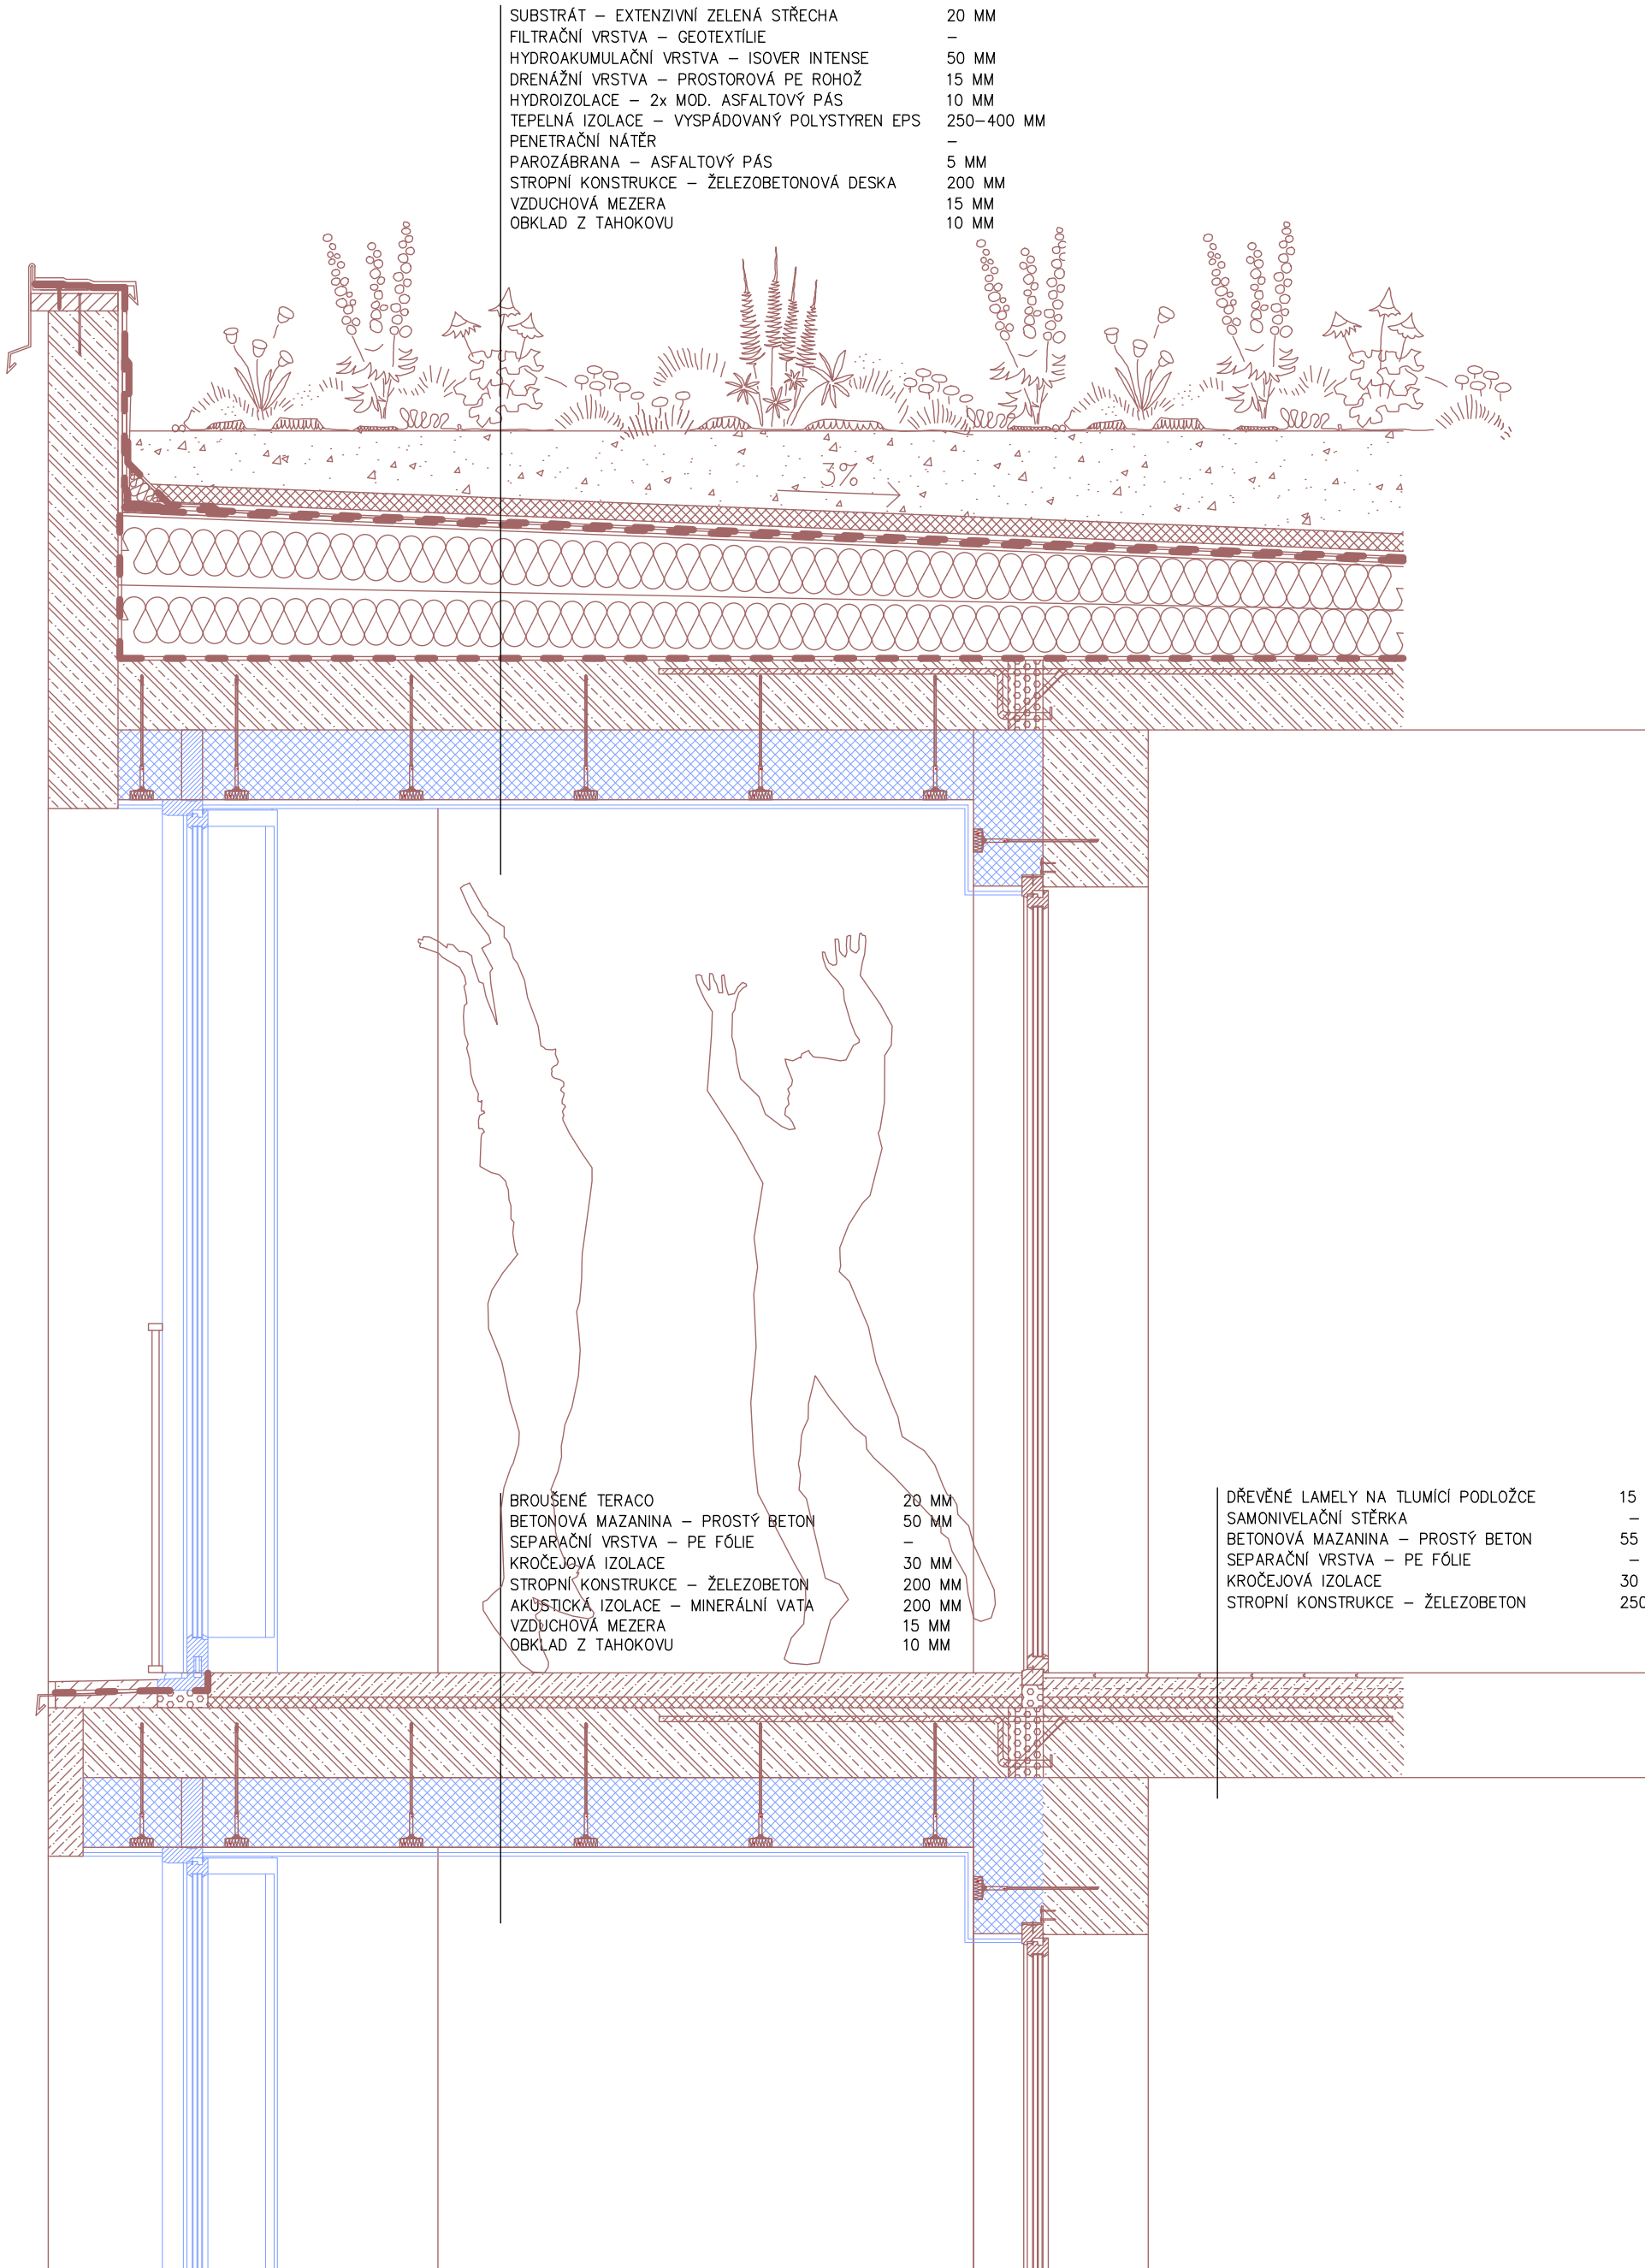 SUBSTRÁT – EXTENZIVNÍ ZELENÁ STŘECHA 20 MM
FILTRAČNÍ VRSTVA – GEOTEXTÍLIE –
HYDROAKUMULAČNÍ VRSTVA – ISOVER INTENSE 50 MM
DRENÁŽNÍ VRSTVA – PROSTOROVÁ PE ROHOŽ 15 MM
HYDROIZOLACE – 2x MOD. ASFALTOVÝ PÁS 10 MM
TEPELNÁ IZOLACE – VYSPÁDOVANÝ POLYSTYREN EPS 250–400 MM
PENETRAČNÍ NÁTĚR –
PAROZÁBRANA – ASFALTOVÝ PÁS 5 MM
STROPNÍ KONSTRUKCE – ŽELEZOBETONOVÁ DESKA 200 MM
VZDUCHOVÁ MEZERA 15 MM
OBKLAD Z TAHOKOVU 10 MM
3%
BROUŠENÉ TERACO 20 MM
BETONOVÁ MAZANINA – PROSTÝ BETON 50 MM
SEPARAČNÍ VRSTVA – PE FÓLIE –
KROČEJOVÁ IZOLACE 30 MM
STROPNÍ KONSTRUKCE – ŽELEZOBETON 200 MM
AKUSTICKÁ IZOLACE – MINERÁLNÍ VATA 200 MM
VZDUCHOVÁ MEZERA 15 MM
OBKLAD Z TAHOKOVU 10 MM
DŘEVĚNÉ LAMELY NA TLUMÍCÍ PODLOŽCE 15
SAMONIVELAČNÍ STĚRKA –
BETONOVÁ MAZANINA – PROSTÝ BETON 55
SEPARAČNÍ VRSTVA – PE FÓLIE –
KROČEJOVÁ IZOLACE 30
STROPNÍ KONSTRUKCE – ŽELEZOBETON 250